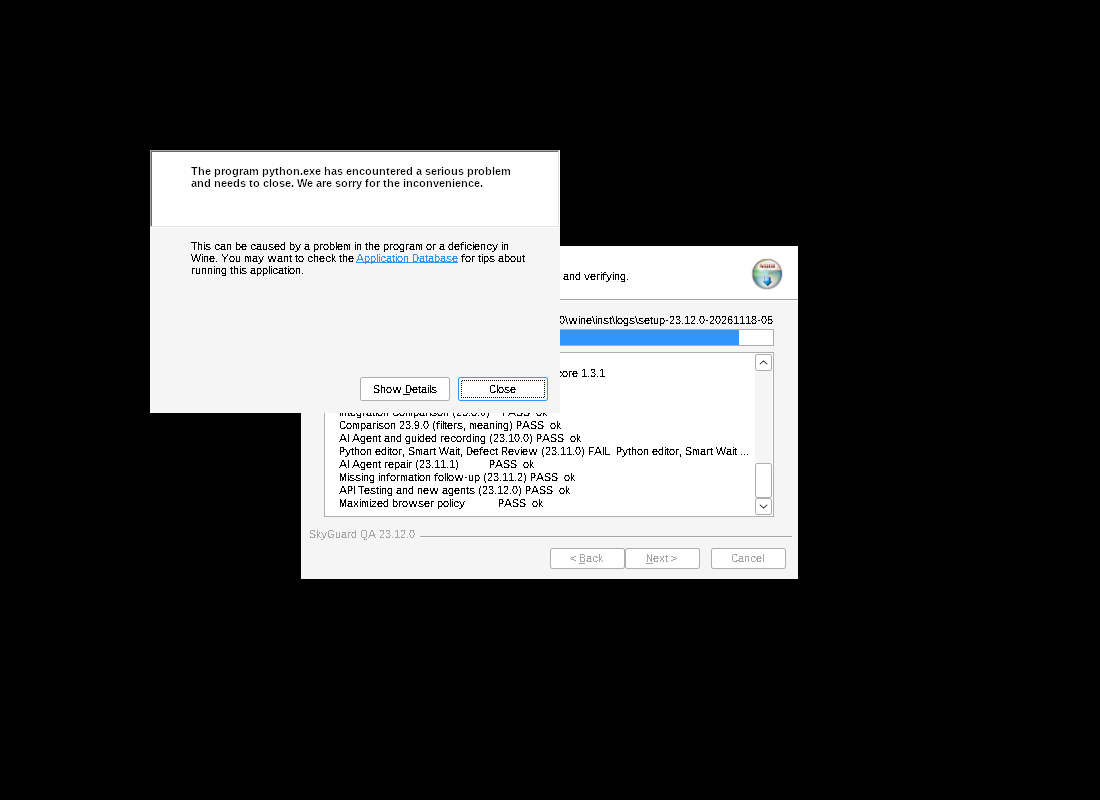 The program python.exe has encountered a serious problem
and needs to close. We are sorry for the inconvenience.
This can be caused by a problem in the program or a deficiency in
Wine. You may want to check the Application Database for tips about
running this application.
Show Details
Close
and verifying.
0\wine\inst\logs\setup-23.12.0-20261118-05
core 1.3.1
Integration Comparison (23.8.0) PASS ok
Comparison 23.9.0 (filters, meaning) PASS ok
AI Agent and guided recording (23.10.0) PASS ok
Python editor, Smart Wait, Defect Review (23.11.0) FAIL Python editor, Smart Wait ...
AI Agent repair (23.11.1) PASS ok
Missing information follow-up (23.11.2) PASS ok
API Testing and new agents (23.12.0) PASS ok
Maximized browser policy PASS ok
SkyGuard QA 23.12.0
< Back
Next >
Cancel